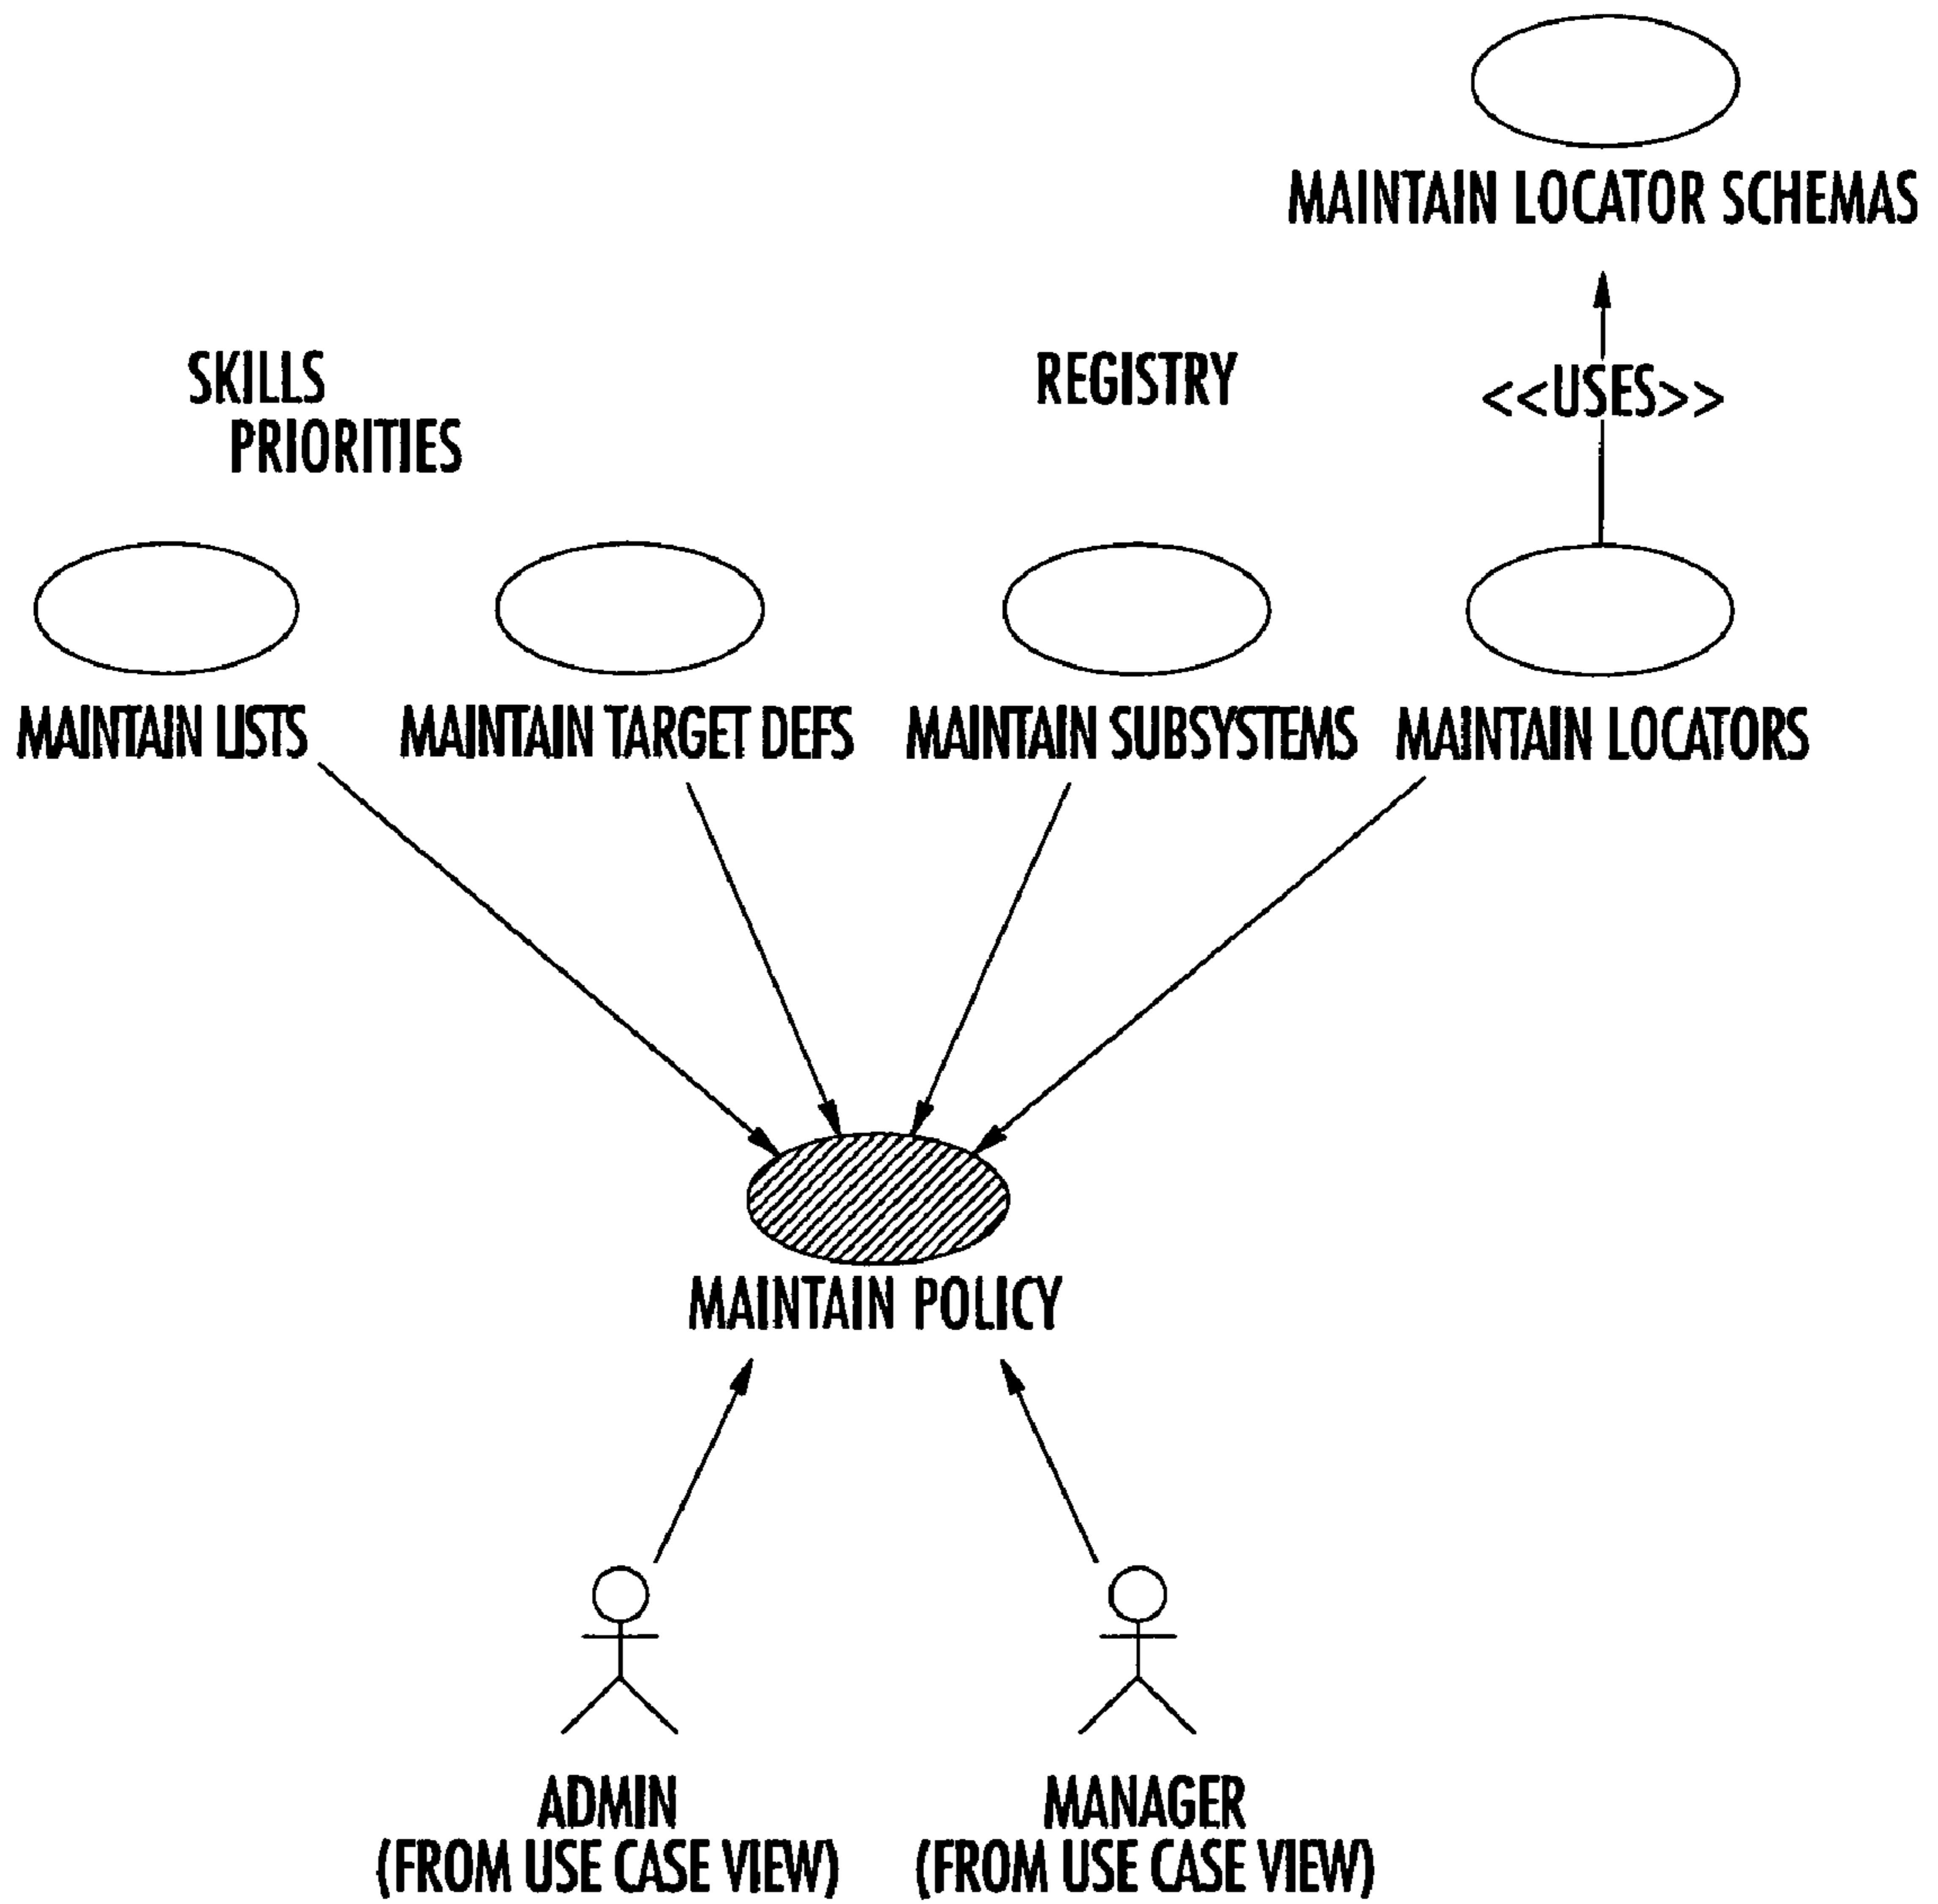 MAINTAIN LOCATOR SCHEMAS
SKILLS
PRIORITIES
REGISTRY
<<USES>>
MAINTAIN LISTS
MAINTAIN TARGET DEFS
MAINTAIN SUBSYSTEMS
MAINTAIN LOCATORS
MAINTAIN POLICY
ADMIN
(FROM USE CASE VIEW)
MANAGER
(FROM USE CASE VIEW)